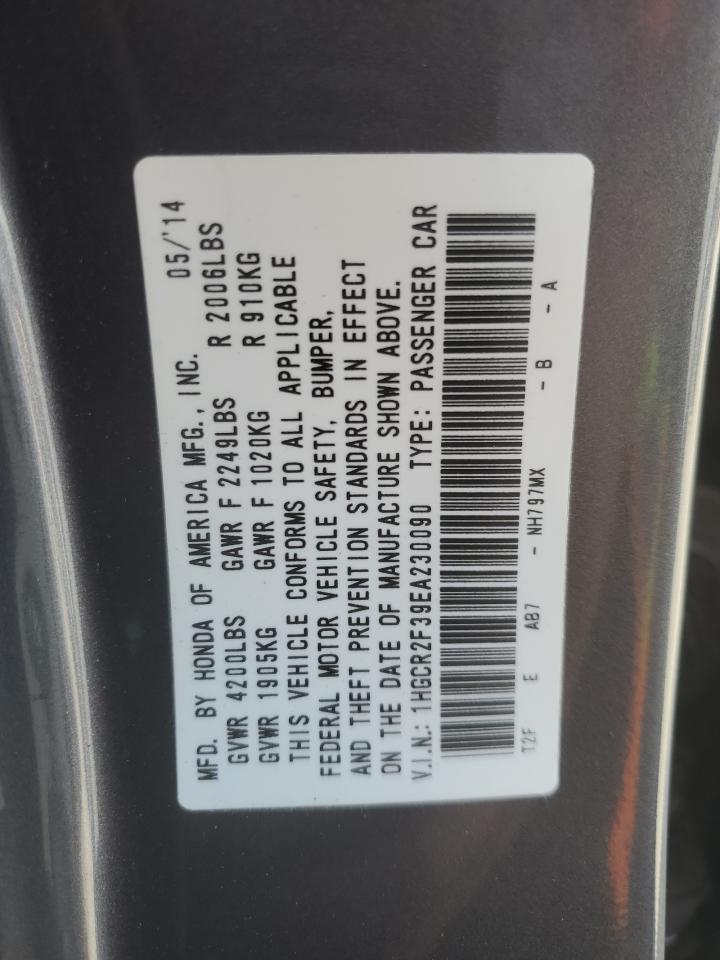 MFD. BY HONDA OF AMERICA MFG., INC. 05/'14
GVWR 4200LBS GAWR F 2249LBS R 2006LBS
GVWR 1905KG GAWR F 1020KG R 910KG
THIS VEHICLE CONFORMS TO ALL APPLICABLE
FEDERAL MOTOR VEHICLE SAFETY, BUMPER,
AND THEFT PREVENTION STANDARDS IN EFFECT
ON THE DATE OF MANUFACTURE SHOWN ABOVE.
V.I.N.: 1HGCR2F39EA230090 TYPE: PASSENGER CAR
T2F E AB7 - NH797MX - B - A